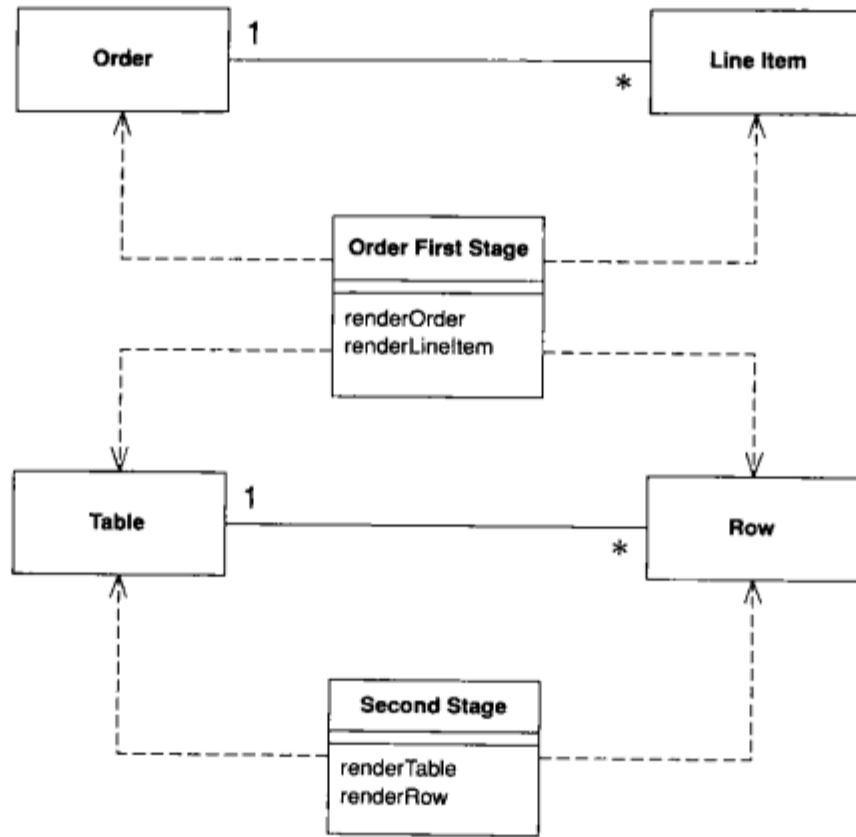 Order
1
*
Line Item
Order First Stage
renderOrder
renderLineItem
Table
1
*
Row
Second Stage
renderTable
renderRow